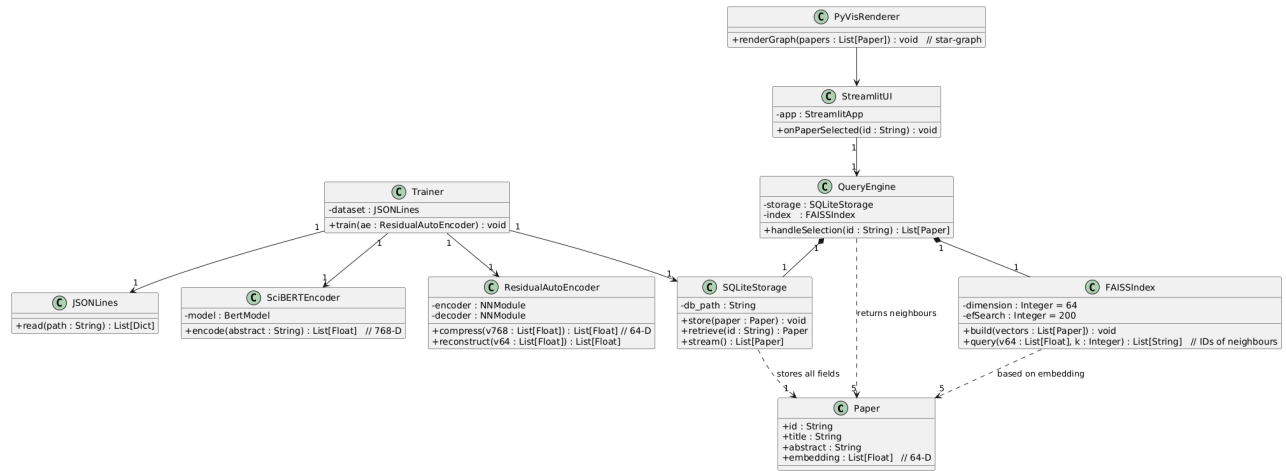 C PyVisRenderer
+renderGraph(papers : List[Paper]) : void // star-graph
C StreamlitUI
-app : StreamlitApp
+onPaperSelected(id : String) : void
1
1
C QueryEngine
-storage : SQLiteStorage
-index : FAISSIndex
+handleSelection(id : String) : List[Paper]
C Trainer
-dataset : JSONLines
+train(ae : ResidualAutoEncoder) : void
1 1 1 1 1 1
1 1 1 1 1 1
C JSONLines
+read(path : String) : List[Dict]
C SciBERTEncoder
-model : BertModel
+encode(abstract : String) : List[Float] // 768-D
C ResidualAutoEncoder
-encoder : NNModule
-decoder : NNModule
+compress(v768 : List[Float]) : List[Float] // 64-D
+reconstruct(v64 : List[Float]) : List[Float]
C SQLiteStorage
-db_path : String
+store(paper : Paper) : void
+retrieve(id : String) : Paper
+stream() : List[Paper]
returns neighbours
C FAISSIndex
-dimension : Integer = 64
-efSearch : Integer = 200
+build(vectors : List[Paper]) : void
+query(v64 : List[Float], k : Integer) : List[String] // IDs of neighbours
stores all fields
based on embedding
1 5 5
C Paper
+id : String
+title : String
+abstract : String
+embedding : List[Float] // 64-D